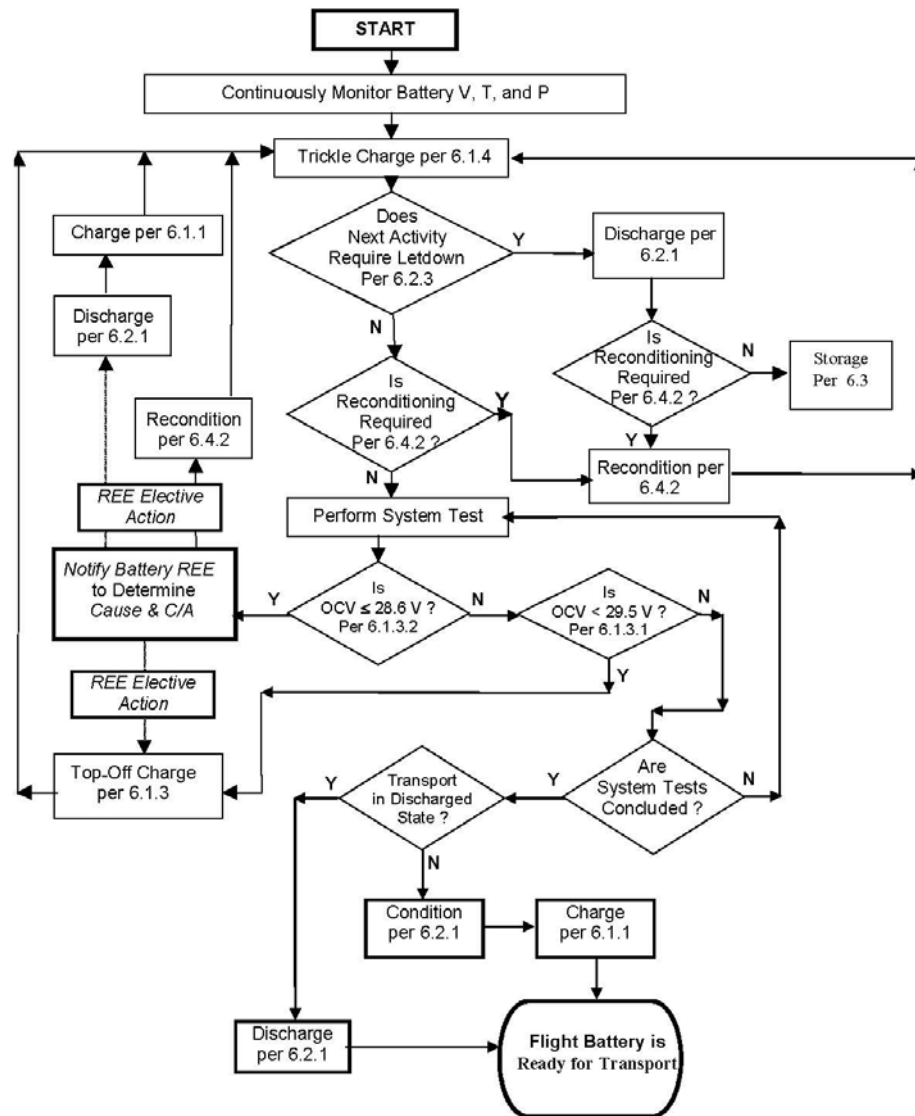 START
Continuously Monitor Battery V, T, and P
Trickle Charge per 6.1.4
Does
Next Activity
Require Letdown
Per 6.2.3
Y
N
Discharge per
6.2.1
Is
Reconditioning
Required
Per 6.4.2 ?
N
Y
Storage
Per 6.3
Charge per 6.1.1
Discharge
per 6.2.1
Recondition
per 6.4.2
Is
Reconditioning
Required
Per 6.4.2 ?
Y
N
Recondition per
6.4.2
REE Elective
Action
Perform System Test
Notify Battery REE
to Determine
Cause & C/A
Y
Is
OCV ≤ 28.6 V ?
Per 6.1.3.2
N
Is
OCV < 29.5 V ?
Per 6.1.3.1
N
Y
REE Elective
Action
Top-Off Charge
per 6.1.3
Y
Transport
in Discharged
State ?
Y
Are
System Tests
Concluded ?
N
N
Condition
per 6.2.1
Charge
per 6.1.1
Discharge
per 6.2.1
Flight Battery is
Ready for Transport